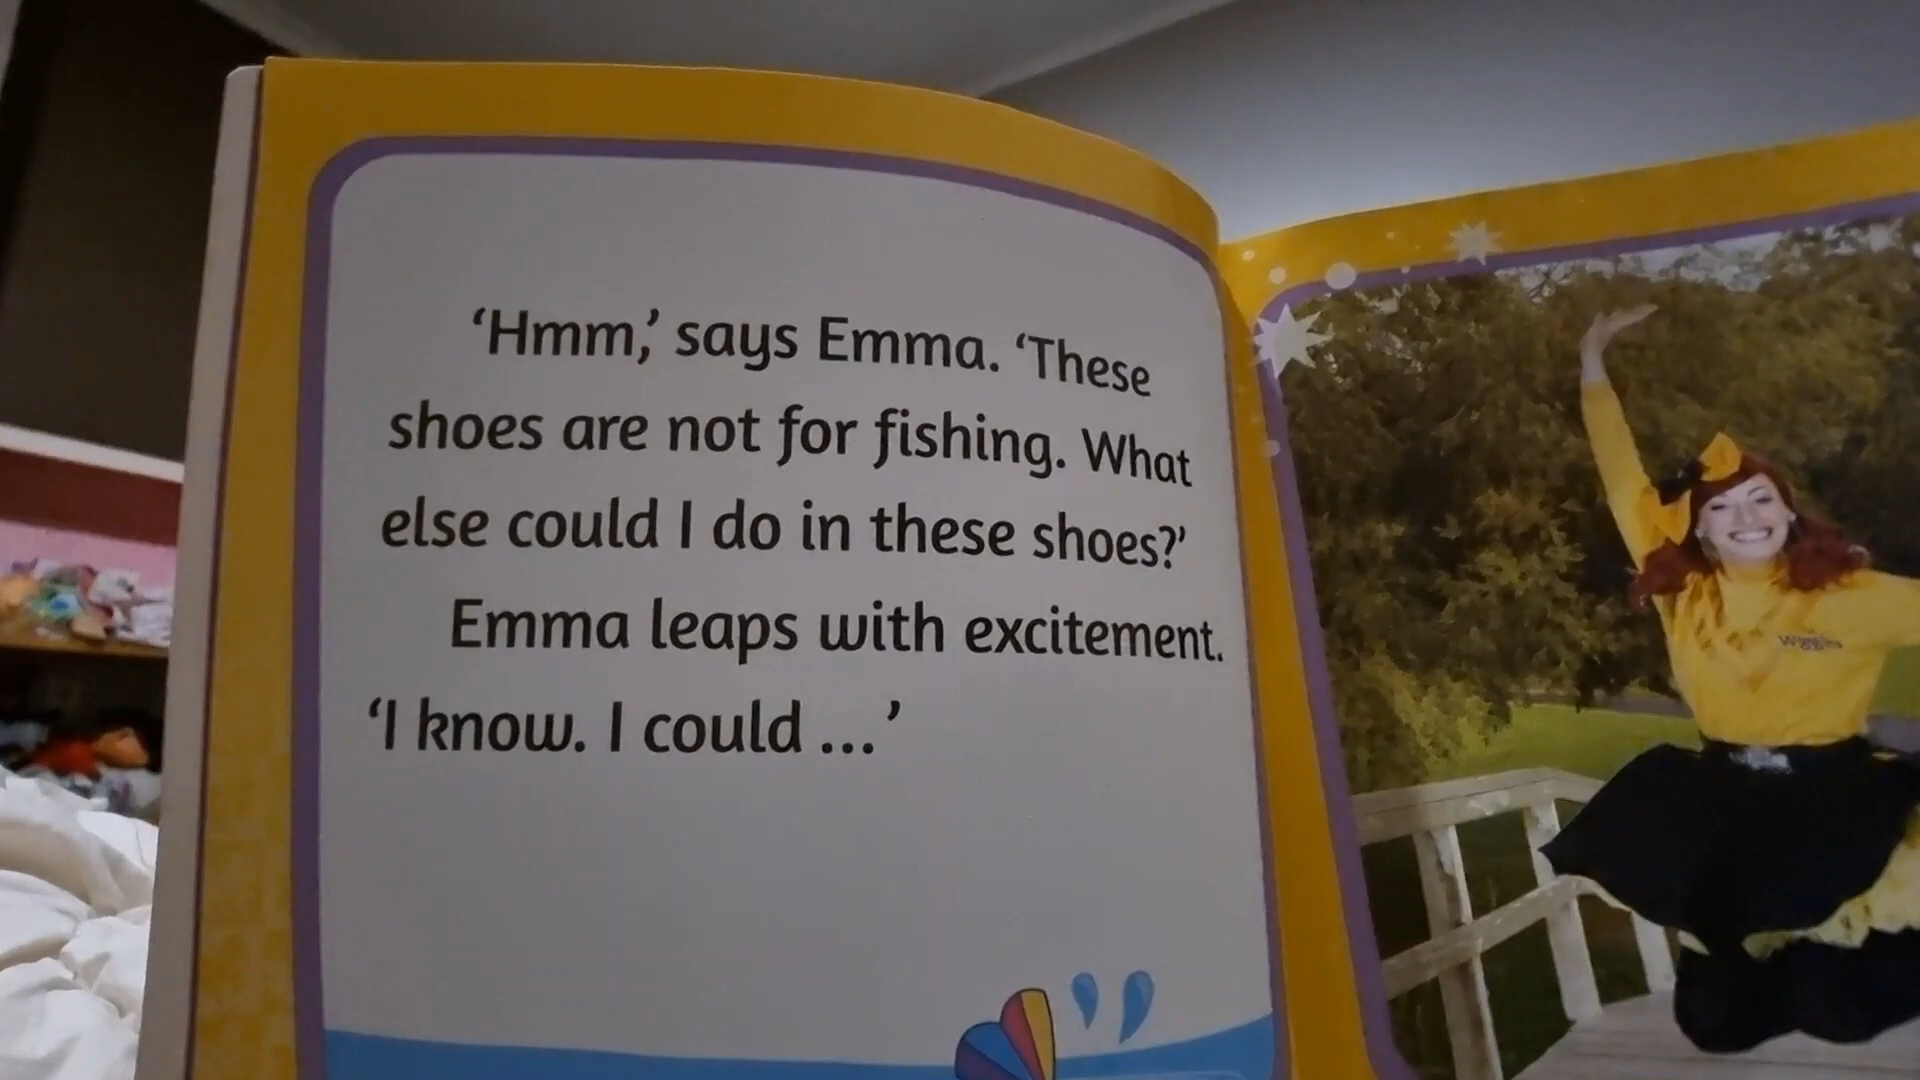 ‘Hmm,’ says Emma. ‘These
shoes are not for fishing. What
else could I do in these shoes?’
Emma leaps with excitement.
‘I know. I could ...’
Wiggles